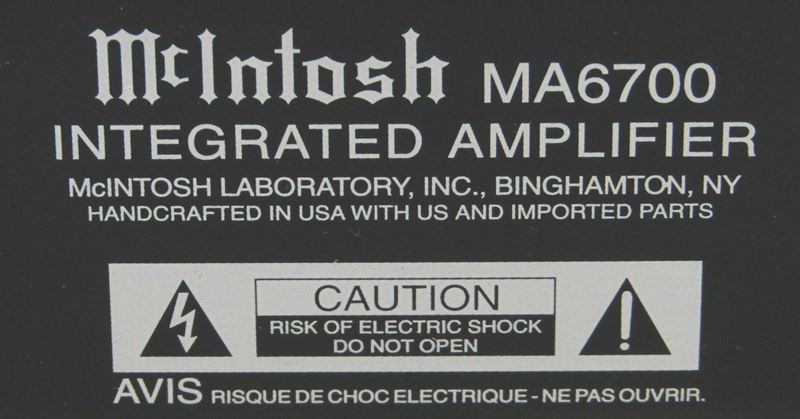 McIntosh MA6700
INTEGRATED AMPLIFIER
McINTOSH LABORATORY, INC., BINGHAMTON, NY
HANDCRAFTED IN USA WITH US AND IMPORTED PARTS
CAUTION
RISK OF ELECTRIC SHOCK
DO NOT OPEN
AVIS RISQUE DE CHOC ELECTRIQUE - NE PAS OUVRIR.